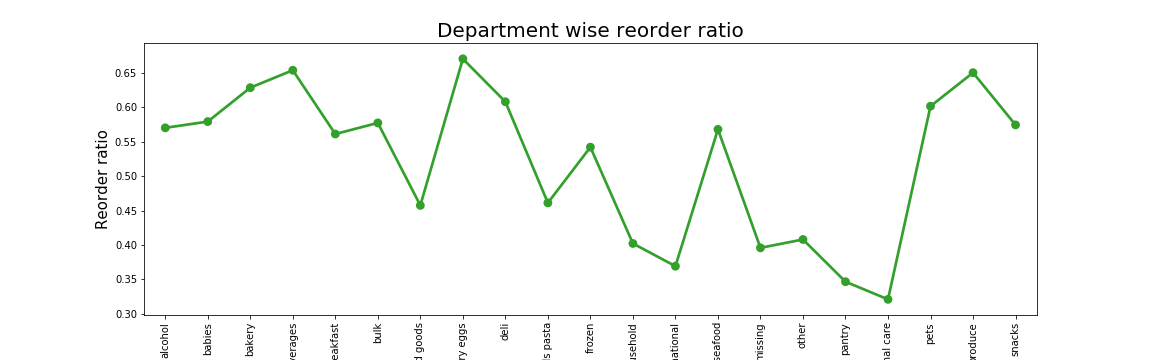 Department wise reorder ratio
Reorder ratio
0.65
0.60
0.55
0.50
0.45
0.40
0.35
0.30
alcohol
babies
bakery
verages
eakfast
bulk
d goods
ry eggs
deli
s pasta
frozen
sehold
national
seafood
missing
other
pantry
nal care
pets
produce
snacks